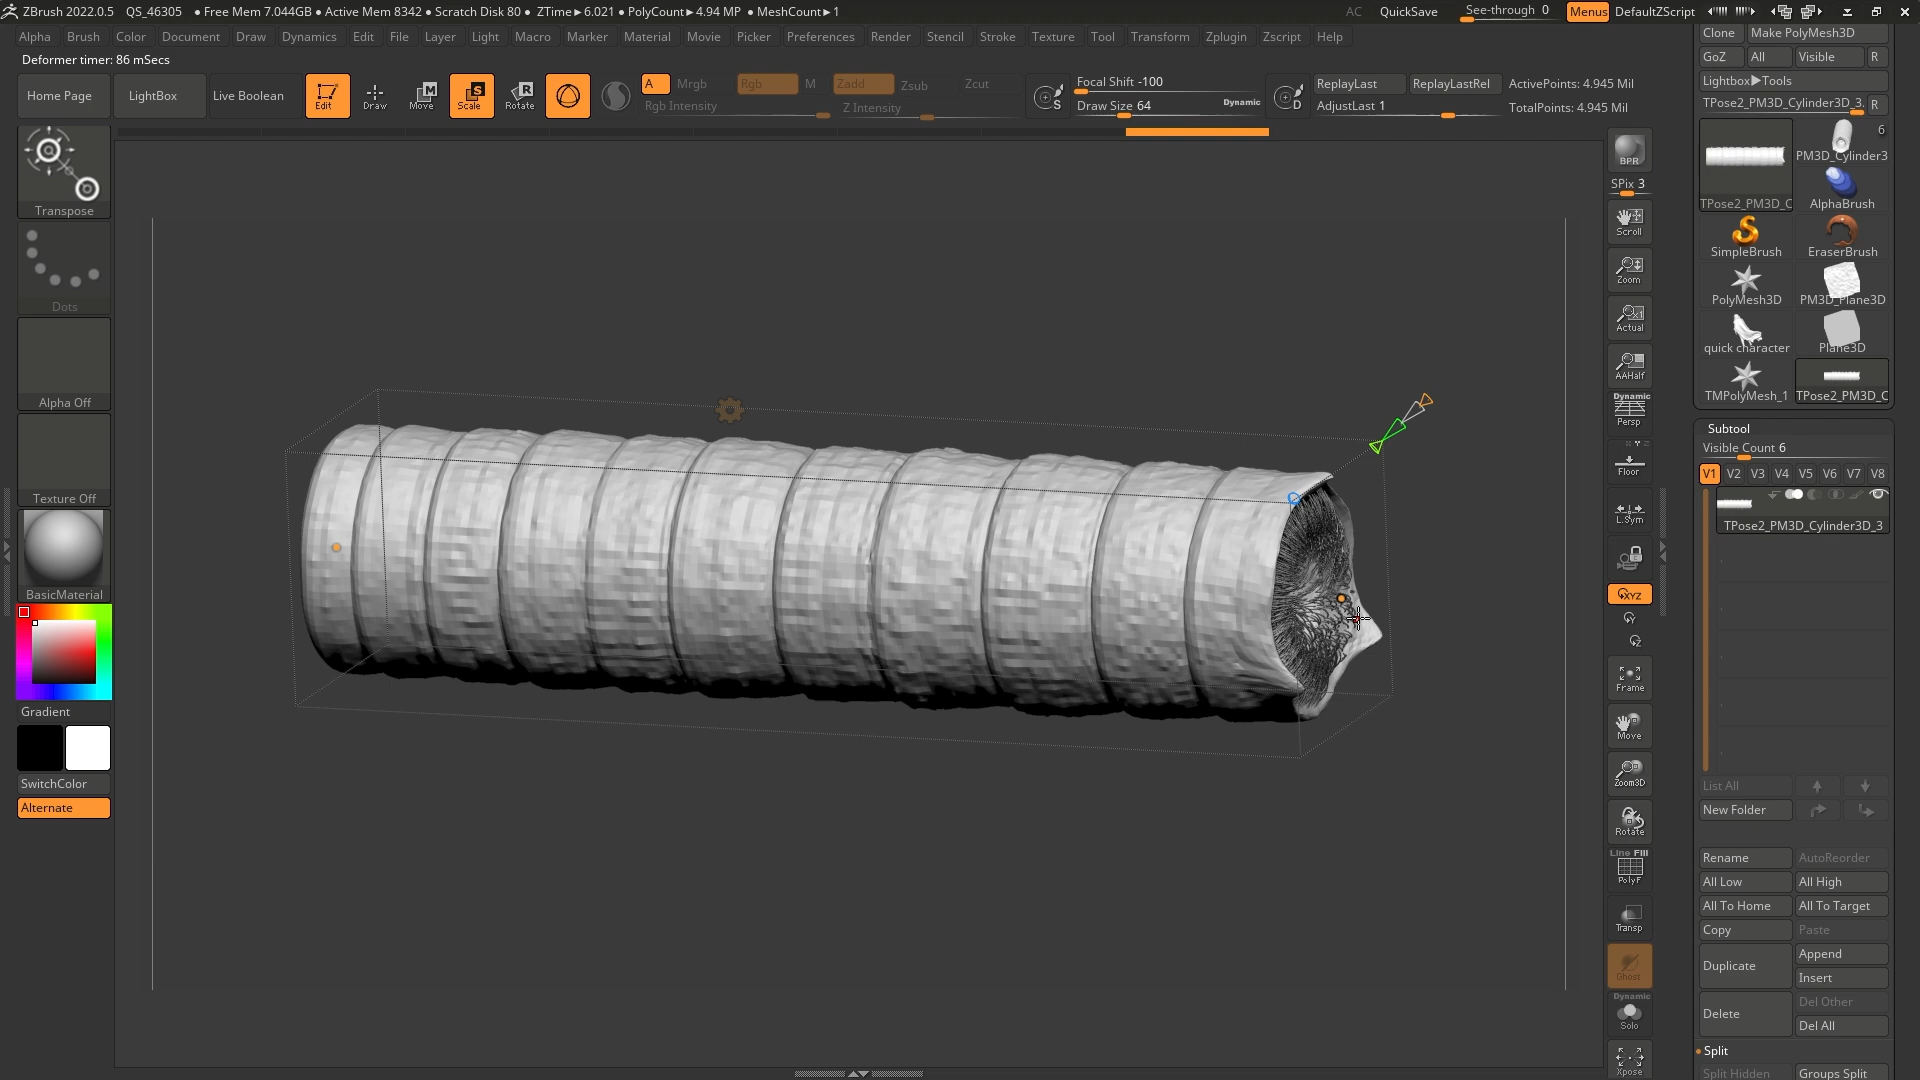 ZBrush 2022.0.5 QS_46305 • Free Mem 7.044GB • Active Mem 8342 • Scratch Disk 80 • ZTime►6.021 • PolyCount►4.94 MP • MeshCount►1 AC QuickSave See-through 0 Menus DefaultZScript
Alpha Brush Color Document Draw Dynamics Edit File Layer Light Macro Marker Material Movie Picker Preferences Render Stencil Stroke Texture Tool Transform Zplugin Zscript Help
Deformer timer: 86 mSecs
Home Page LightBox Live Boolean Edit Draw Move Scale Rotate
A Mrgb Rgb M Zadd Zsub Zcut
Rgb Intensity Z Intensity
S Focal Shift -100
Draw Size 64 Dynamic
D ReplayLast ReplayLastRel ActivePoints: 4.945 Mil
AdjustLast 1 TotalPoints: 4.945 Mil
Transpose
Dots
Alpha Off
Texture Off
BasicMaterial
Gradient
SwitchColor
Alternate
BPR
SPix 3
Scroll
Zoom
Actual
AAHalf
Dynamic
Persp
Floor
L.Sym
XYZ
Frame
Move
Zoom3D
Rotate
Line Fill
PolyF
Transp
Ghost
Dynamic
Solo
Xpose
Clone Make PolyMesh3D
GoZ All Visible R
Lightbox►Tools
TPose2_PM3D_Cylinder3D_3. R
6
PM3D_Cylinder3
TPose2_PM3D_C AlphaBrush
SimpleBrush EraserBrush
PolyMesh3D PM3D_Plane3D
quick character Plane3D
TMPolyMesh_1 TPose2_PM3D_C
Subtool
Visible Count 6
V1 V2 V3 V4 V5 V6 V7 V8
TPose2_PM3D_Cylinder3D_3
List All
New Folder
Rename AutoReorder
All Low All High
All To Home All To Target
Copy Paste
Duplicate Append
Insert
Delete Del Other
Del All
Split
Split Hidden Groups Split